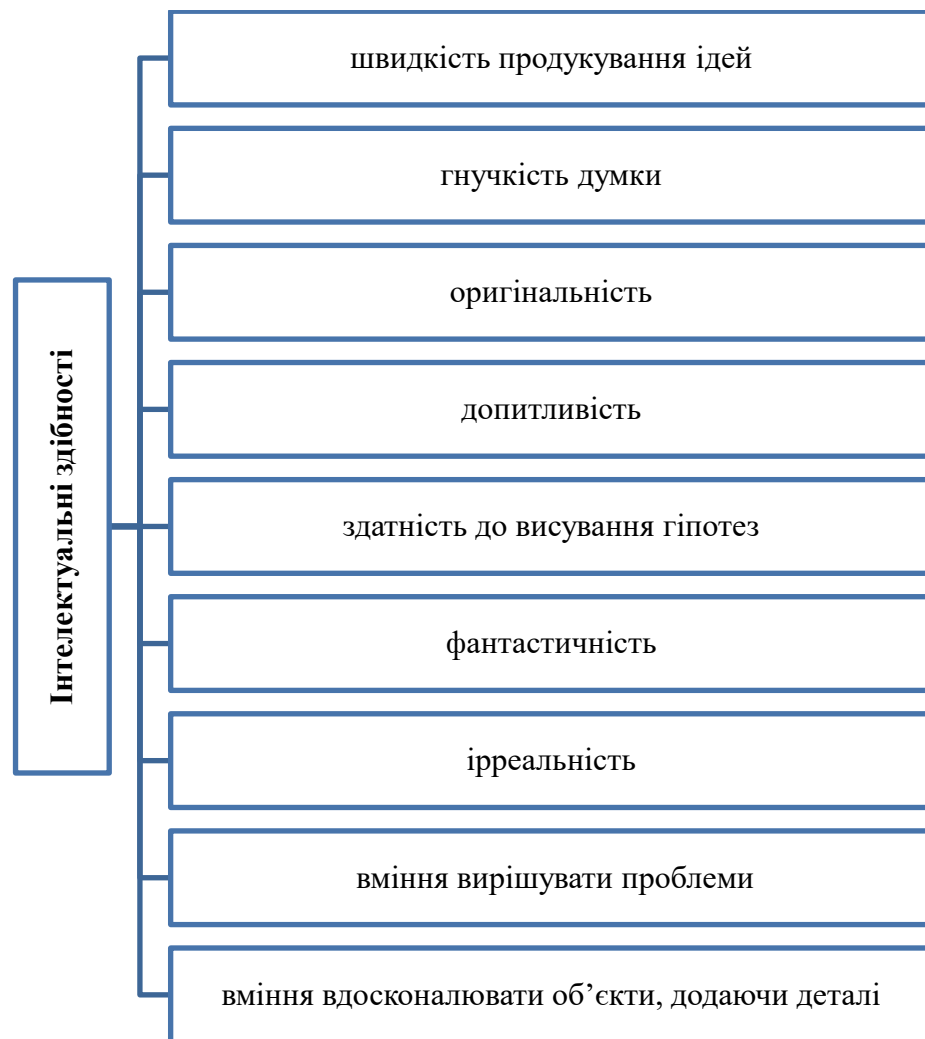 Інтелектуальні здібності
швидкість продукування ідей
гнучкість думки
оригінальність
допитливість
здатність до висування гіпотез
фантастичність
ірреальність
вміння вирішувати проблеми
вміння вдосконалювати об’єкти, додаючи деталі